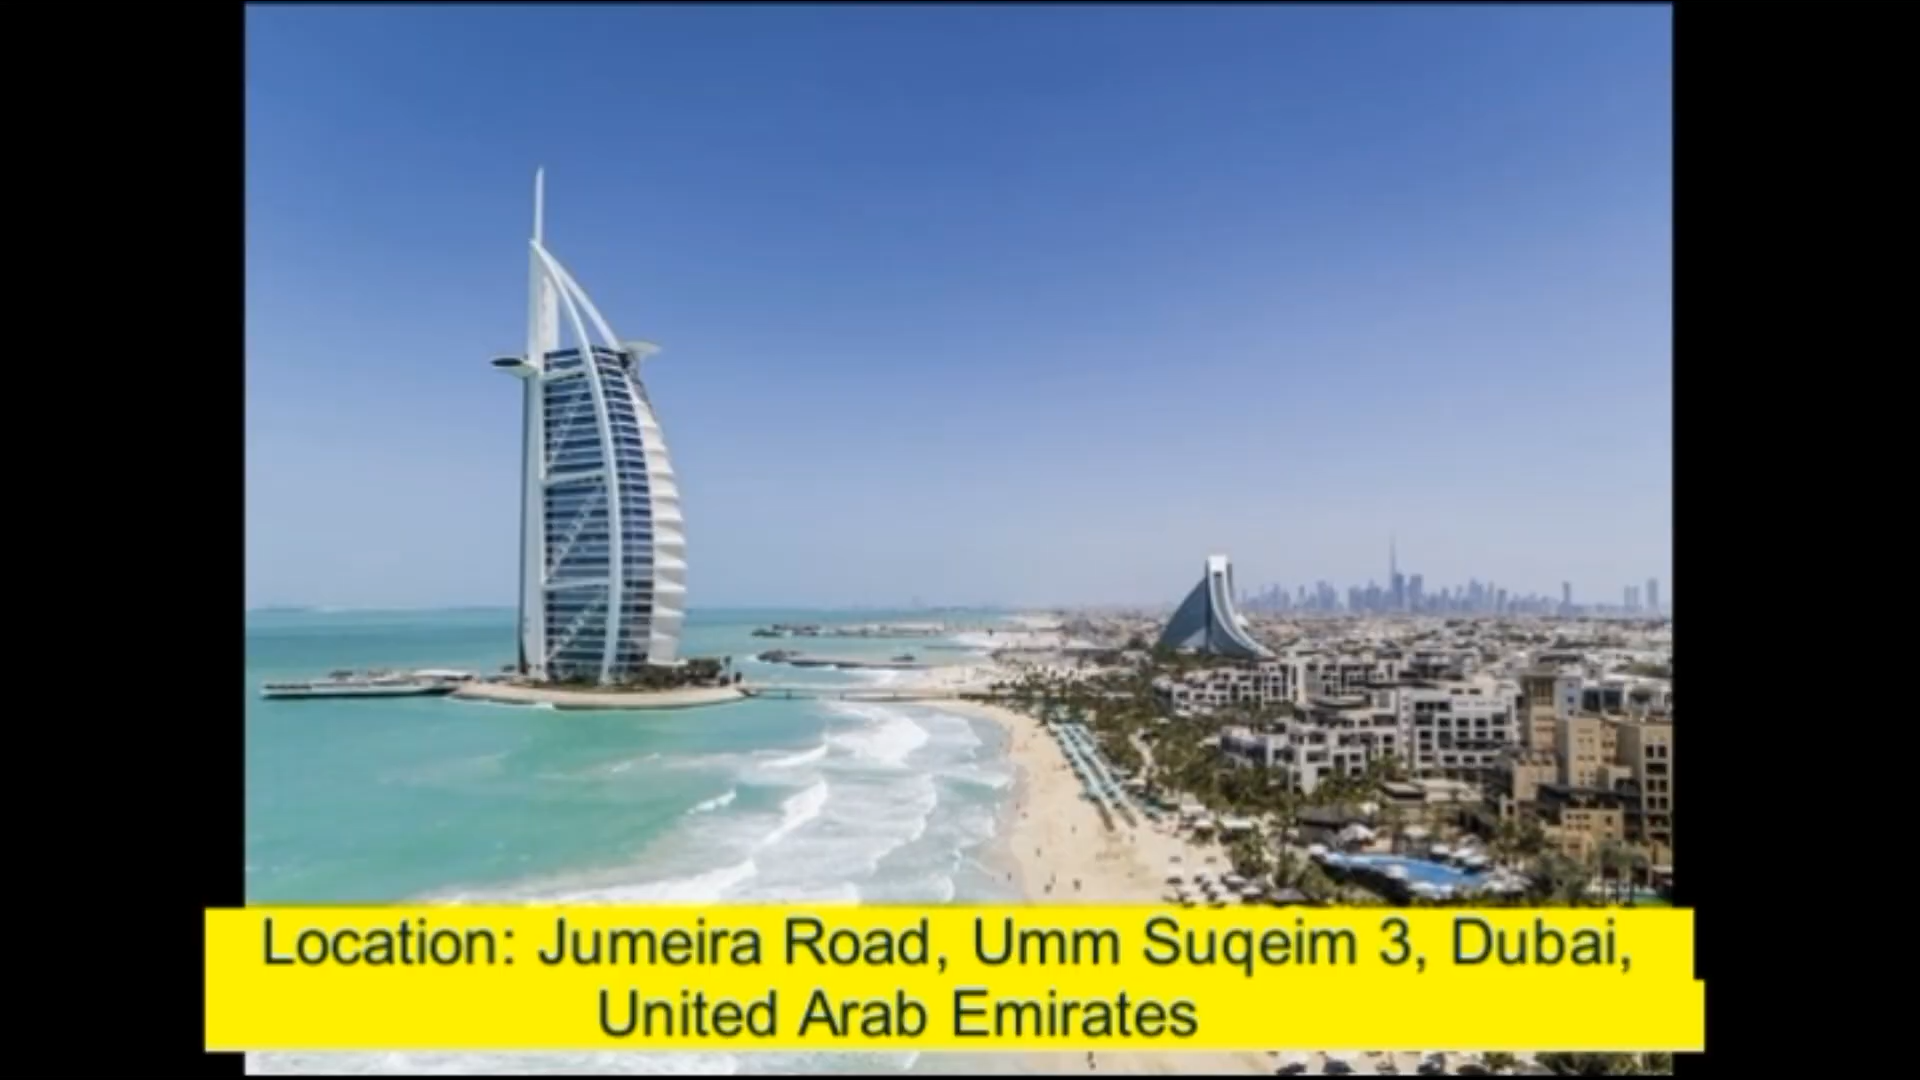 Location: Jumeira Road, Umm Suqeim 3, Dubai,
United Arab Emirates